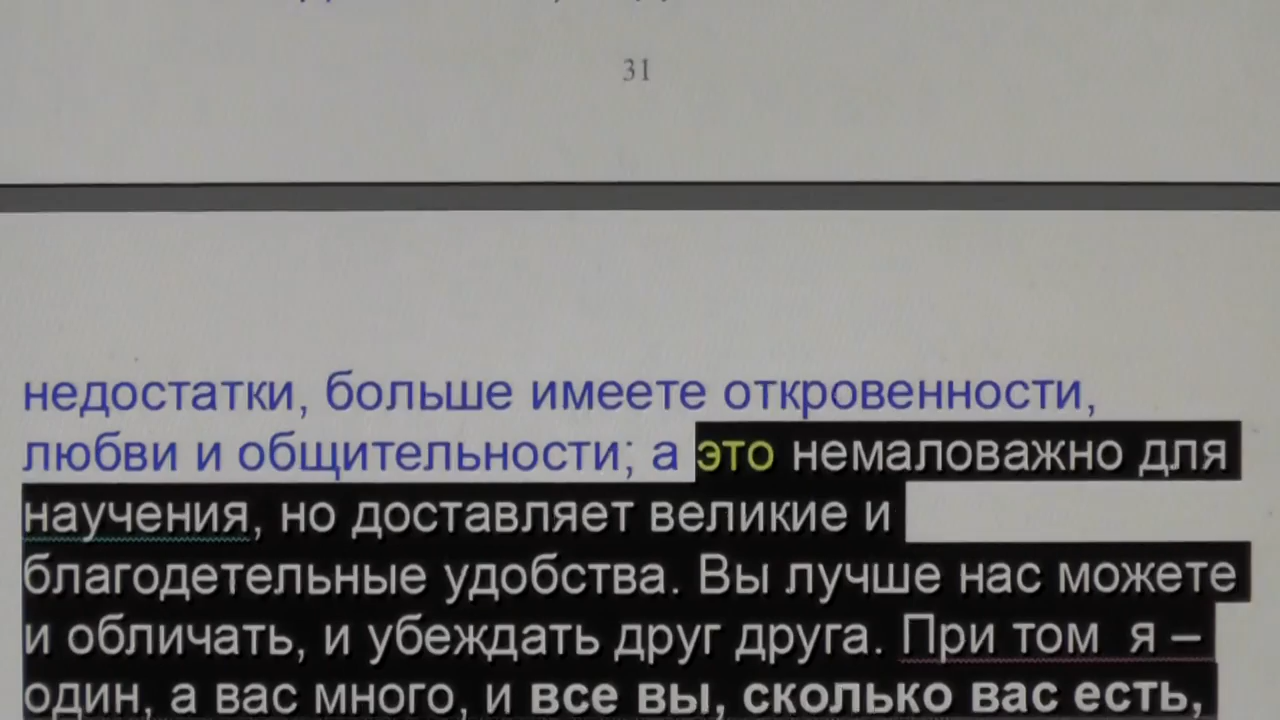 31
недостатки, больше имеете откровенности,
любви и общительности; а это немаловажно для
научения, но доставляет великие и
благодетельные удобства. Вы лучше нас можете
и обличать, и убеждать друг друга. При том  я –
один, а вас много, и все вы, сколько вас есть,